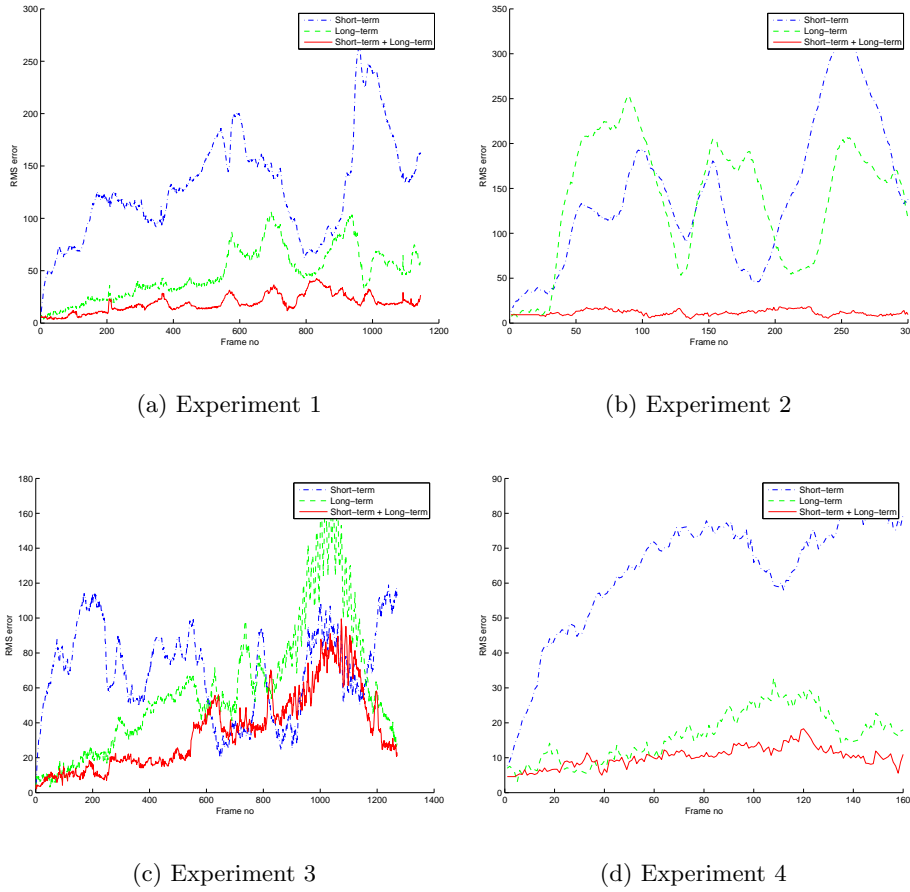 Short-term
Long-term
Short-term + Long-term
300
250
200
150
100
50
0
RMS error
0 200 400 600 800 1000 1200
Frame no
(a) Experiment 1
Short-term
Long-term
Short-term + Long-term
350
300
250
200
150
100
50
0
RMS error
0 50 100 150 200 250 300
Frame no
(b) Experiment 2
Short-term
Long-term
Short-term + Long-term
180
160
140
120
100
80
60
40
20
0
RMS error
0 200 400 600 800 1000 1200 1400
Frame no
(c) Experiment 3
Short-term
Long-term
Short-term + Long-term
90
80
70
60
50
40
30
20
10
0
RMS error
0 20 40 60 80 100 120 140 160
Frame no
(d) Experiment 4